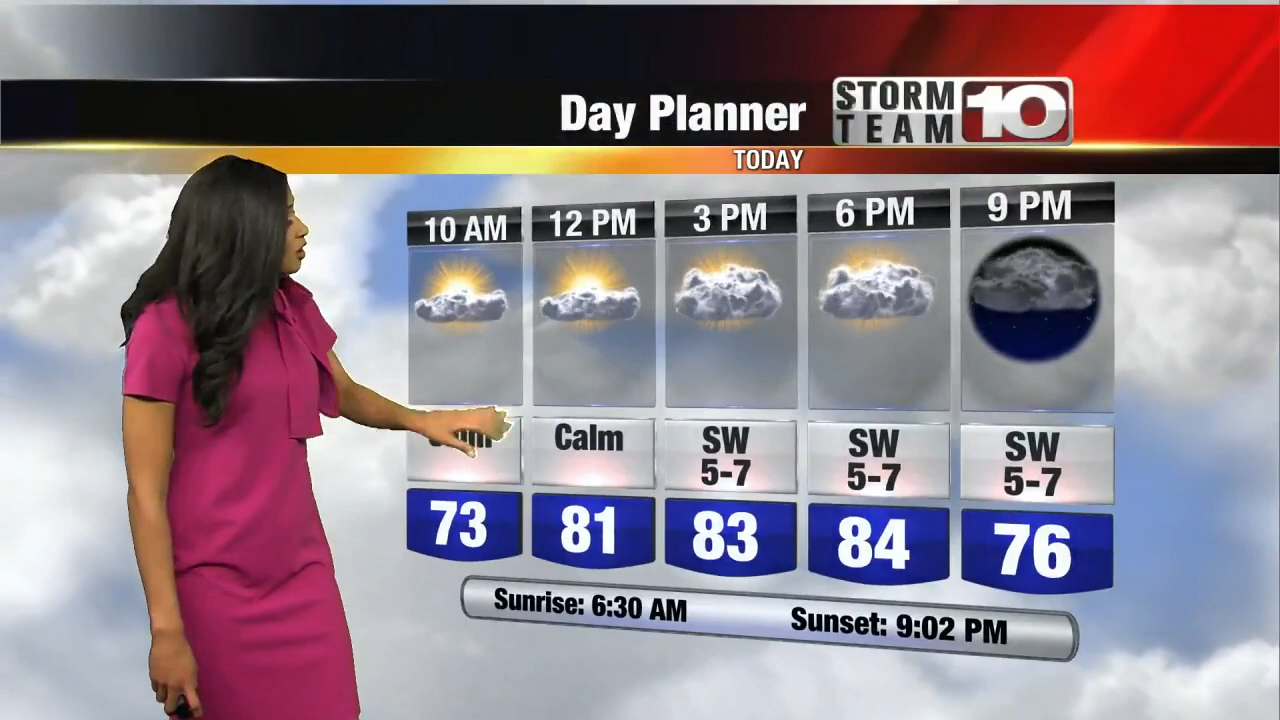 Day Planner
STORM
TEAM
10
TODAY
10 AM
12 PM
3 PM
6 PM
9 PM
Calm
SW
5-7
SW
5-7
SW
5-7
73
81
83
84
76
Sunrise: 6:30 AM
Sunset: 9:02 PM